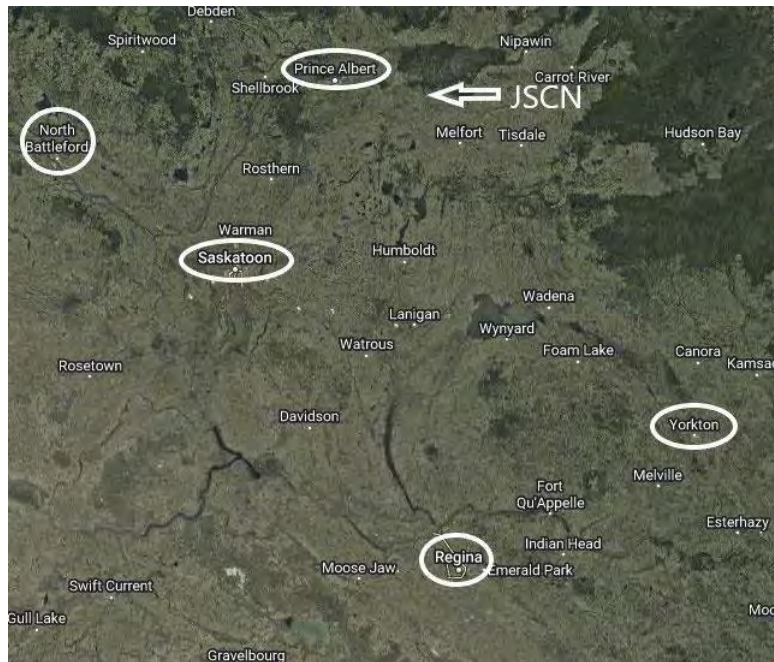 Debden
Spiritwood
Nipawin
Prince Albert
Carrot River
Shellbrook
JSCN
North
Battleford
Melfort
Tisdale
Hudson Bay
Rosthern
Warman
Saskatoon
Humboldt
Wadena
Lanigan
Wynyard
Watrous
Foam Lake
Canora
Rosetown
Kamsac
Davidson
Yorkton
Melville
Fort
Qu'Appelle
Esterhazy
Regina
Indian Head
Moose Jaw
Emerald Park
Swift Current
Gull Lake
Moo
Gravelbourg